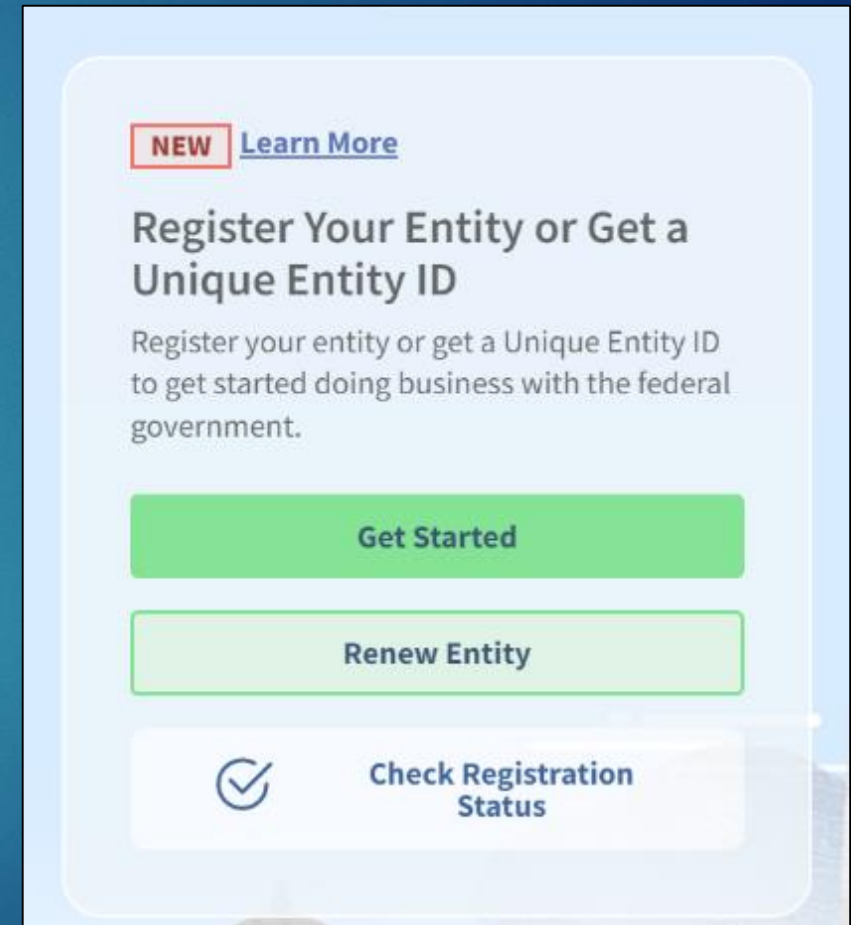 NEW Learn More
Register Your Entity or Get a
Unique Entity ID
Register your entity or get a Unique Entity ID
to get started doing business with the federal
government.
Get Started
Renew Entity
Check Registration
Status